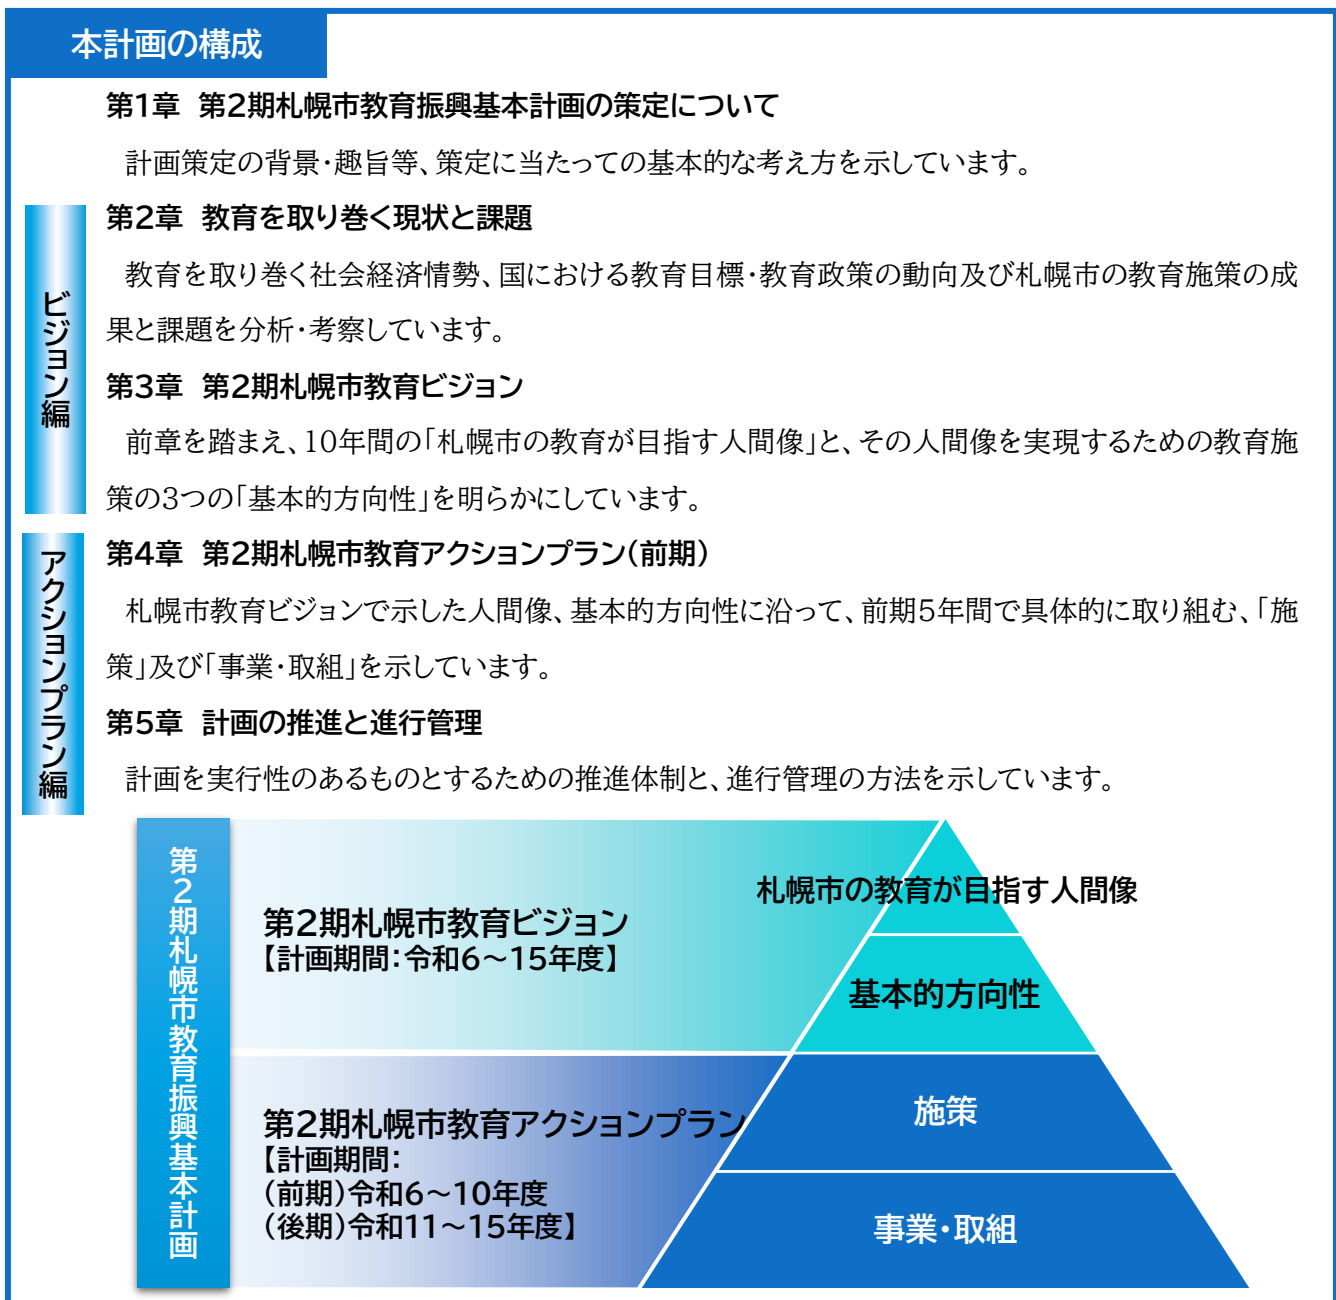 本計画の構成
第1章 第2期札幌市教育振興基本計画の策定について
計画策定の背景・趣旨等、策定に当たっての基本的な考え方を示しています。
ビジョン編
第2章 教育を取り巻く現状と課題
教育を取り巻く社会経済情勢、国における教育目標・教育政策の動向及び札幌市の教育施策の成
果と課題を分析・考察しています。
第3章 第2期札幌市教育ビジョン
前章を踏まえ、10年間の「札幌市の教育が目指す人間像」と、その人間像を実現するための教育施
策の3つの「基本的方向性」を明らかにしています。
アクションプラン編
第4章 第2期札幌市教育アクションプラン(前期)
札幌市教育ビジョンで示した人間像、基本的方向性に沿って、前期5年間で具体的に取り組む、「施
策」及び「事業・取組」を示しています。
第5章 計画の推進と進行管理
計画を実行性のあるものとするための推進体制と、進行管理の方法を示しています。
第2期札幌市教育振興基本計画
第2期札幌市教育ビジョン
【計画期間:令和6~15年度】
札幌市の教育が目指す人間像
基本的方向性
第2期札幌市教育アクションプラン
【計画期間:
(前期)令和6~10年度
(後期)令和11~15年度】
施策
事業・取組